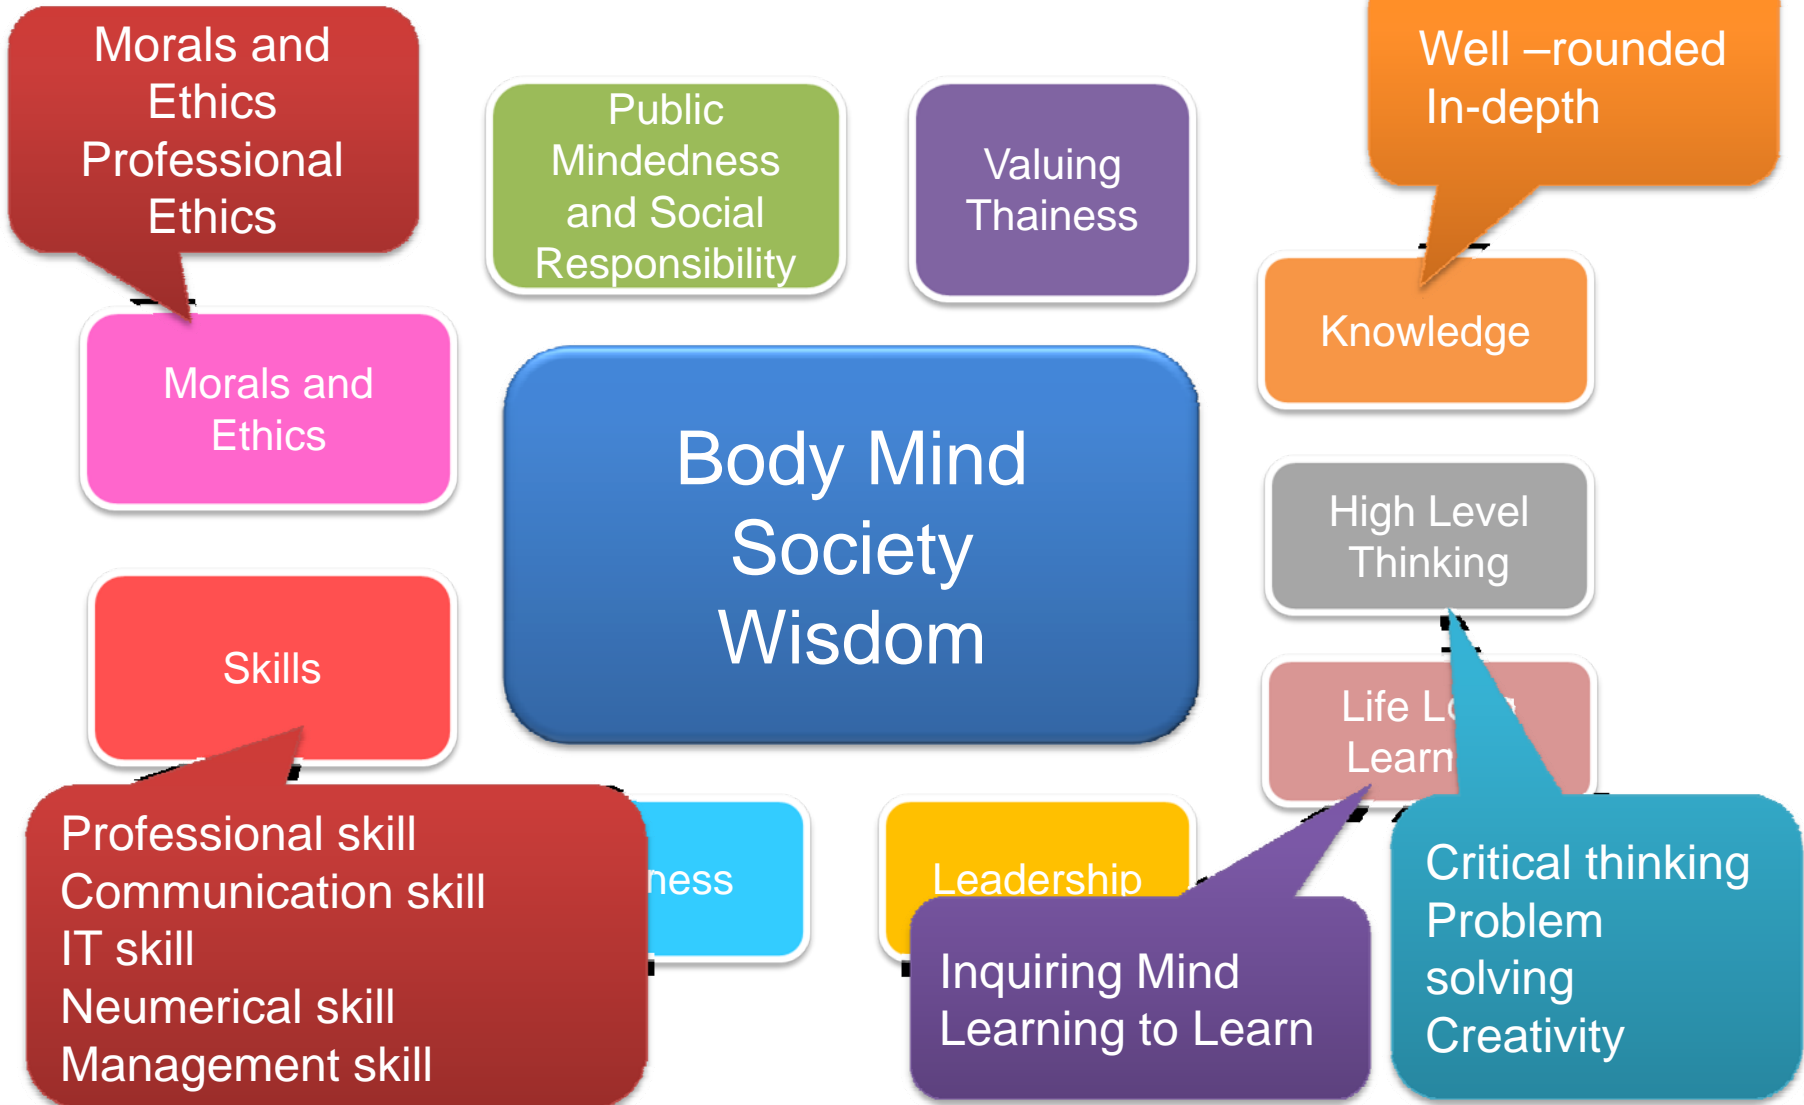 Morals and
Ethics
Professional
Ethics
Public
Mindedness
and Social
Responsibility
Valuing
Thainess
Well –rounded
In-depth
Knowledge
Morals and
Ethics
Body Mind
Society
Wisdom
High Level
Thinking
Skills
Life
Professional skill
Communication skill
IT skill
Neumerical skill
Management skill
Leadership
Inquiring Mind
Learning to Learn
Critical thinking
Problem
solving
Creativity